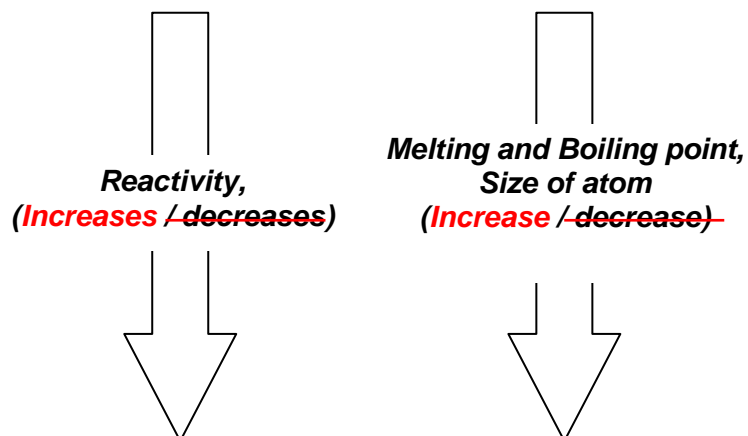 Reactivity,
(Increases / decreases)
Melting and Boiling point,
Size of atom
(Increase / decrease)